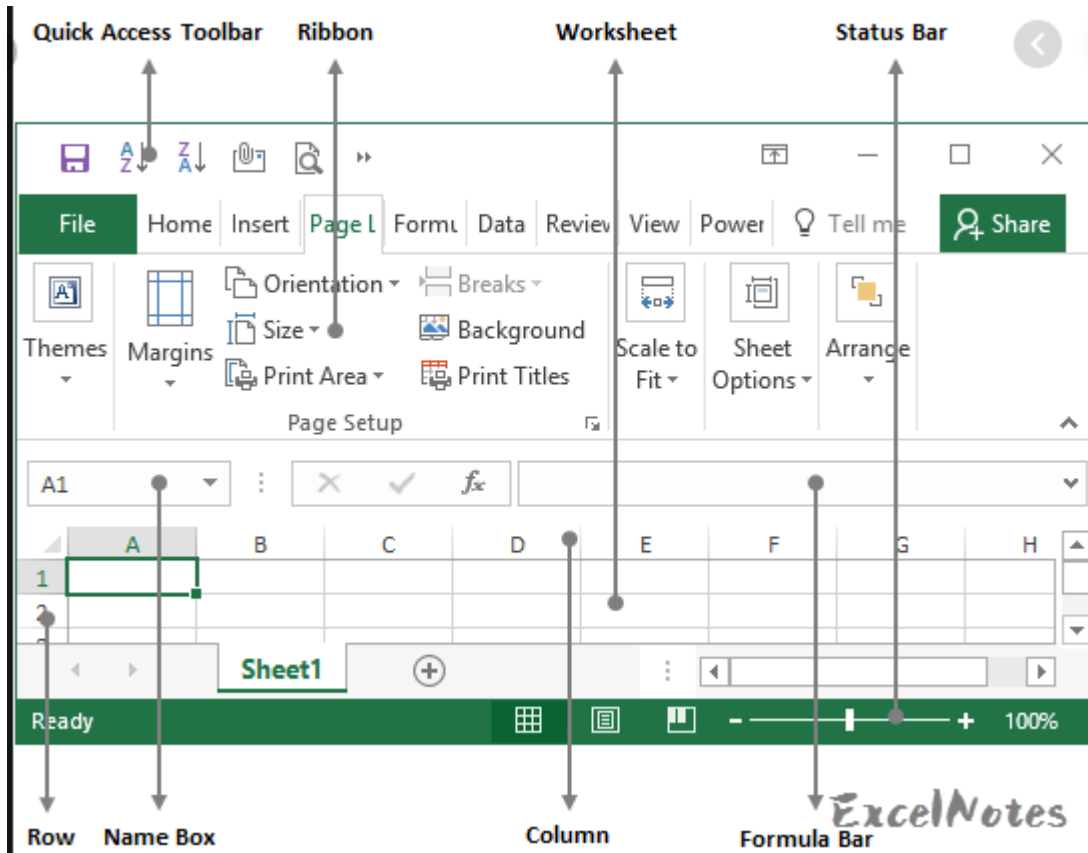 Quick Access Toolbar Ribbon Worksheet Status Bar
File Home Insert Page L Formu Data Review View Power Tell me Share
Orientation Breaks
Size Background
Themes Margins Scale to Fit Sheet Options Arrange
Print Area Print Titles
Page Setup
A1 fx
A B C D E F G H
1
2
Sheet1
Ready 100%
Row Name Box Column Formula Bar
ExcelNotes